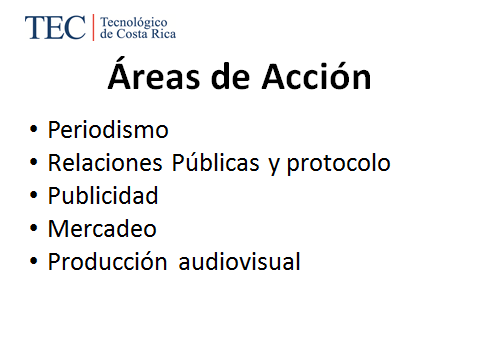 TEC
Tecnológico
de Costa Rica
Áreas de Acción
• Periodismo
• Relaciones Públicas y protocolo
• Publicidad
• Mercadeo
• Producción audiovisual